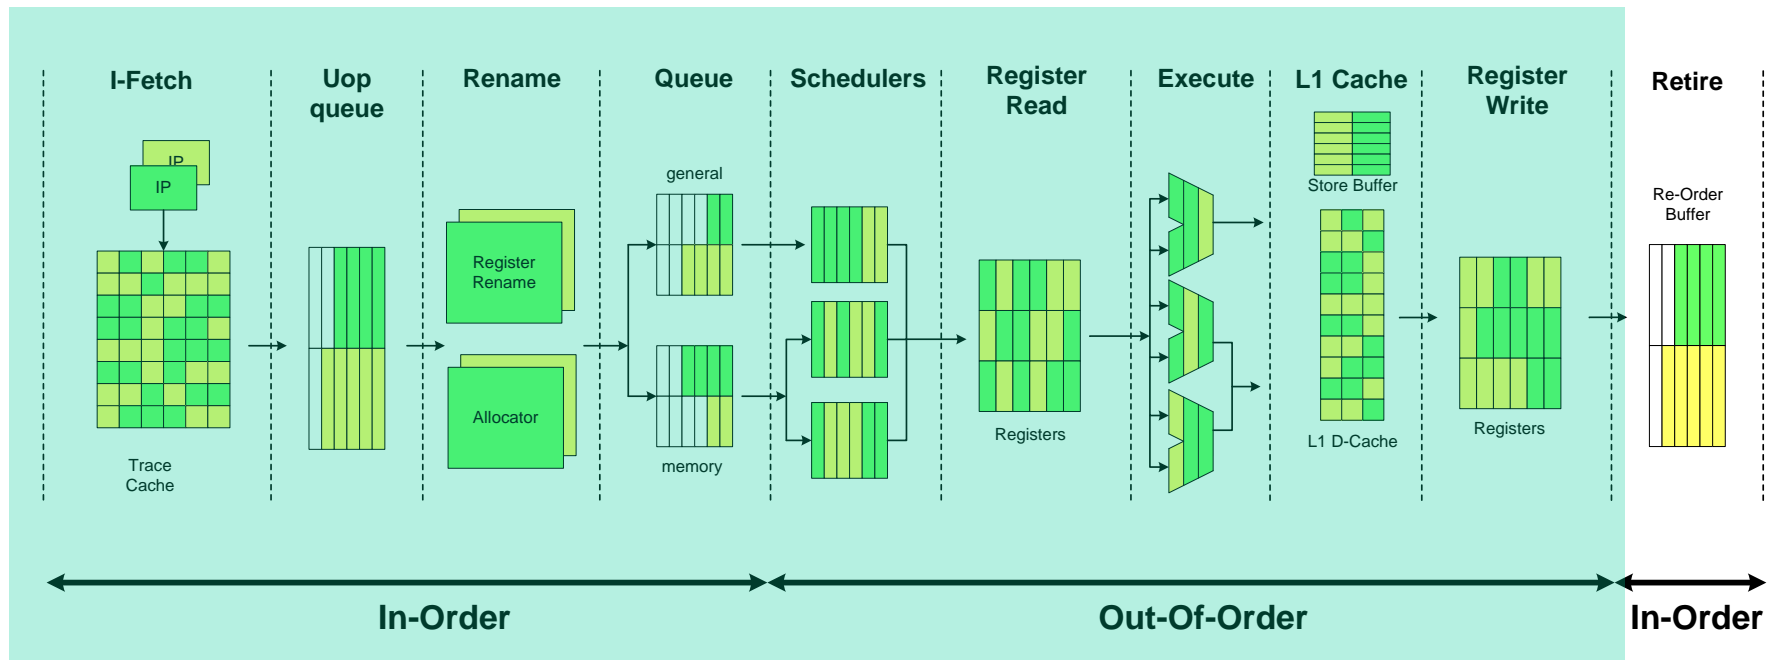 I-Fetch
Uop
queue
Rename
Queue
Schedulers
Register
Read
Execute
L1 Cache
Register
Write
Retire
IP
IP
Trace
Cache
Register
Rename
Allocator
general
memory
Registers
Store Buffer
L1 D-Cache
Registers
Re-Order
Buffer
In-Order
Out-Of-Order
In-Order